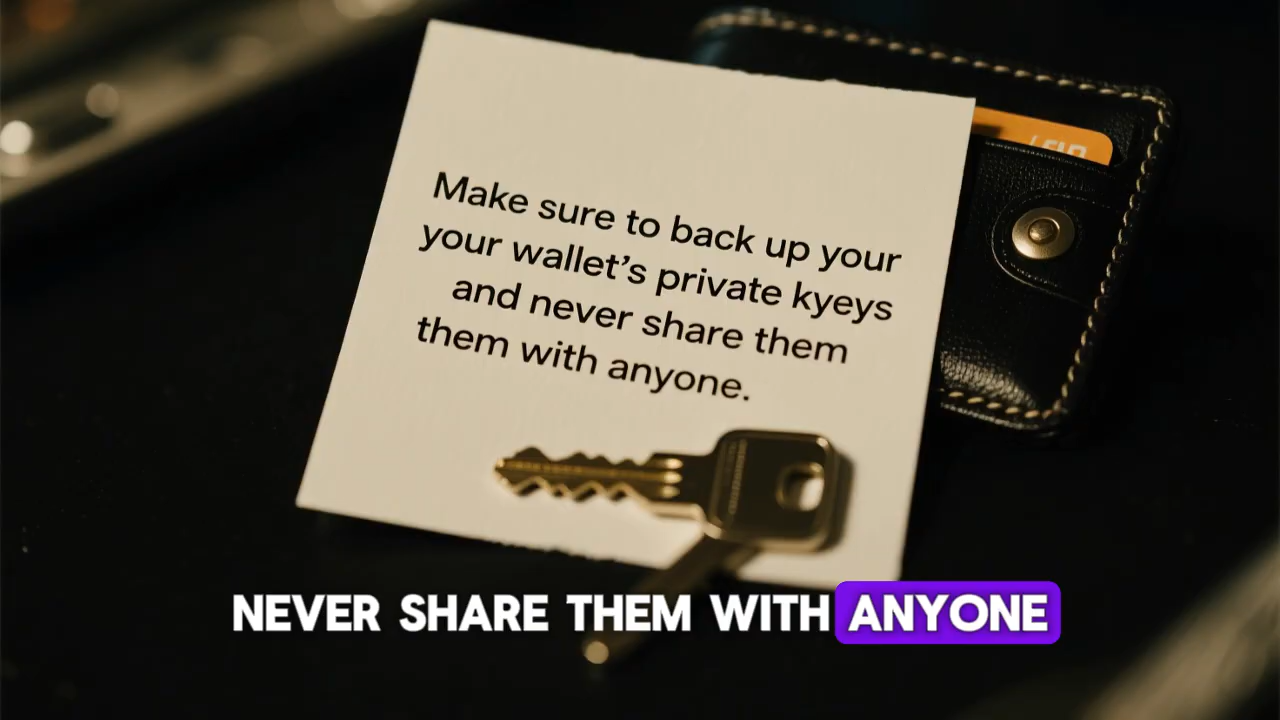 Make sure to back up your
your wallet's private kyeys
and never share them
them with anyone.
NEVER SHARE THEM WITH ANYONE